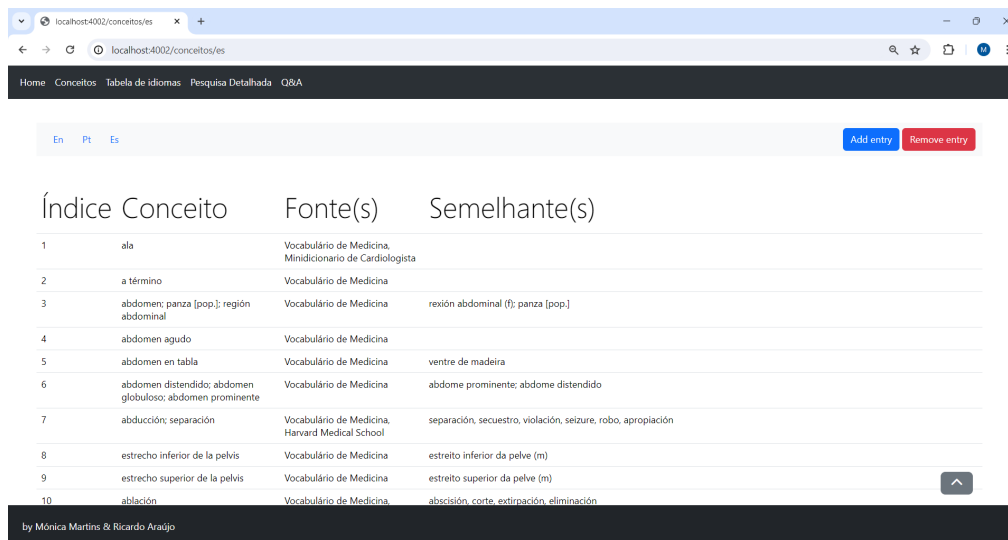 localhost:4002/conceitos/es
localhost:4002/conceitos/es
M
Home Conceitos Tabela de idiomas Pesquisa Detalhada Q&A
En Pt Es Add entry Remove entry
Índice Conceito Fonte(s) Semelhante(s)
1 ala Vocabulário de Medicina,
Minidicionario de Cardiologista
2 a término Vocabulário de Medicina
3 abdomen; panza [pop.]; región Vocabulário de Medicina rexión abdominal (f); panza [pop.]
abdominal
4 abdomen agudo Vocabulário de Medicina
5 abdomen en tabla Vocabulário de Medicina ventre de madeira
6 abdomen distendido; abdomen Vocabulário de Medicina abdome prominente; abdome distendido
globuloso; abdomen prominente
7 abducción; separación Vocabulário de Medicina, separación, secuestro, violación, seizure, robo, apropiación
Harvard Medical School
8 estrecho inferior de la pelvis Vocabulário de Medicina estreito inferior da pelve (m)
9 estrecho superior de la pelvis Vocabulário de Medicina estreito superior da pelve (m)
10 ablación Vocabulário de Medicina, abscisión, corte, extirpación, eliminación
by Mónica Martins & Ricardo Araújo